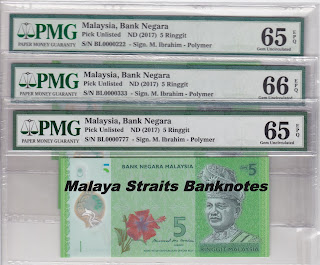 PMG
PAPER MONEY GUARANTY
Malaysia, Bank Negara
Pick Unlisted ND (2017) 5 Ringgit
S/N BL0000222 - Sign. M. Ibrahim - Polymer
65 EPQ
Gem Uncirculated
PMG
PAPER MONEY GUARANTY
Malaysia, Bank Negara
Pick Unlisted ND (2017) 5 Ringgit
S/N BL0000333 - Sign. M. Ibrahim - Polymer
66 EPQ
Gem Uncirculated
PMG
PAPER MONEY GUARANTY
Malaysia, Bank Negara
Pick Unlisted ND (2017) 5 Ringgit
S/N BL0000777 - Sign. M. Ibrahim - Polymer
65 EPQ
Gem Uncirculated
BANK NEGARA MALAYSIA
RM5
Malaya Straits Banknotes
5
RINGGIT MALAYSIA